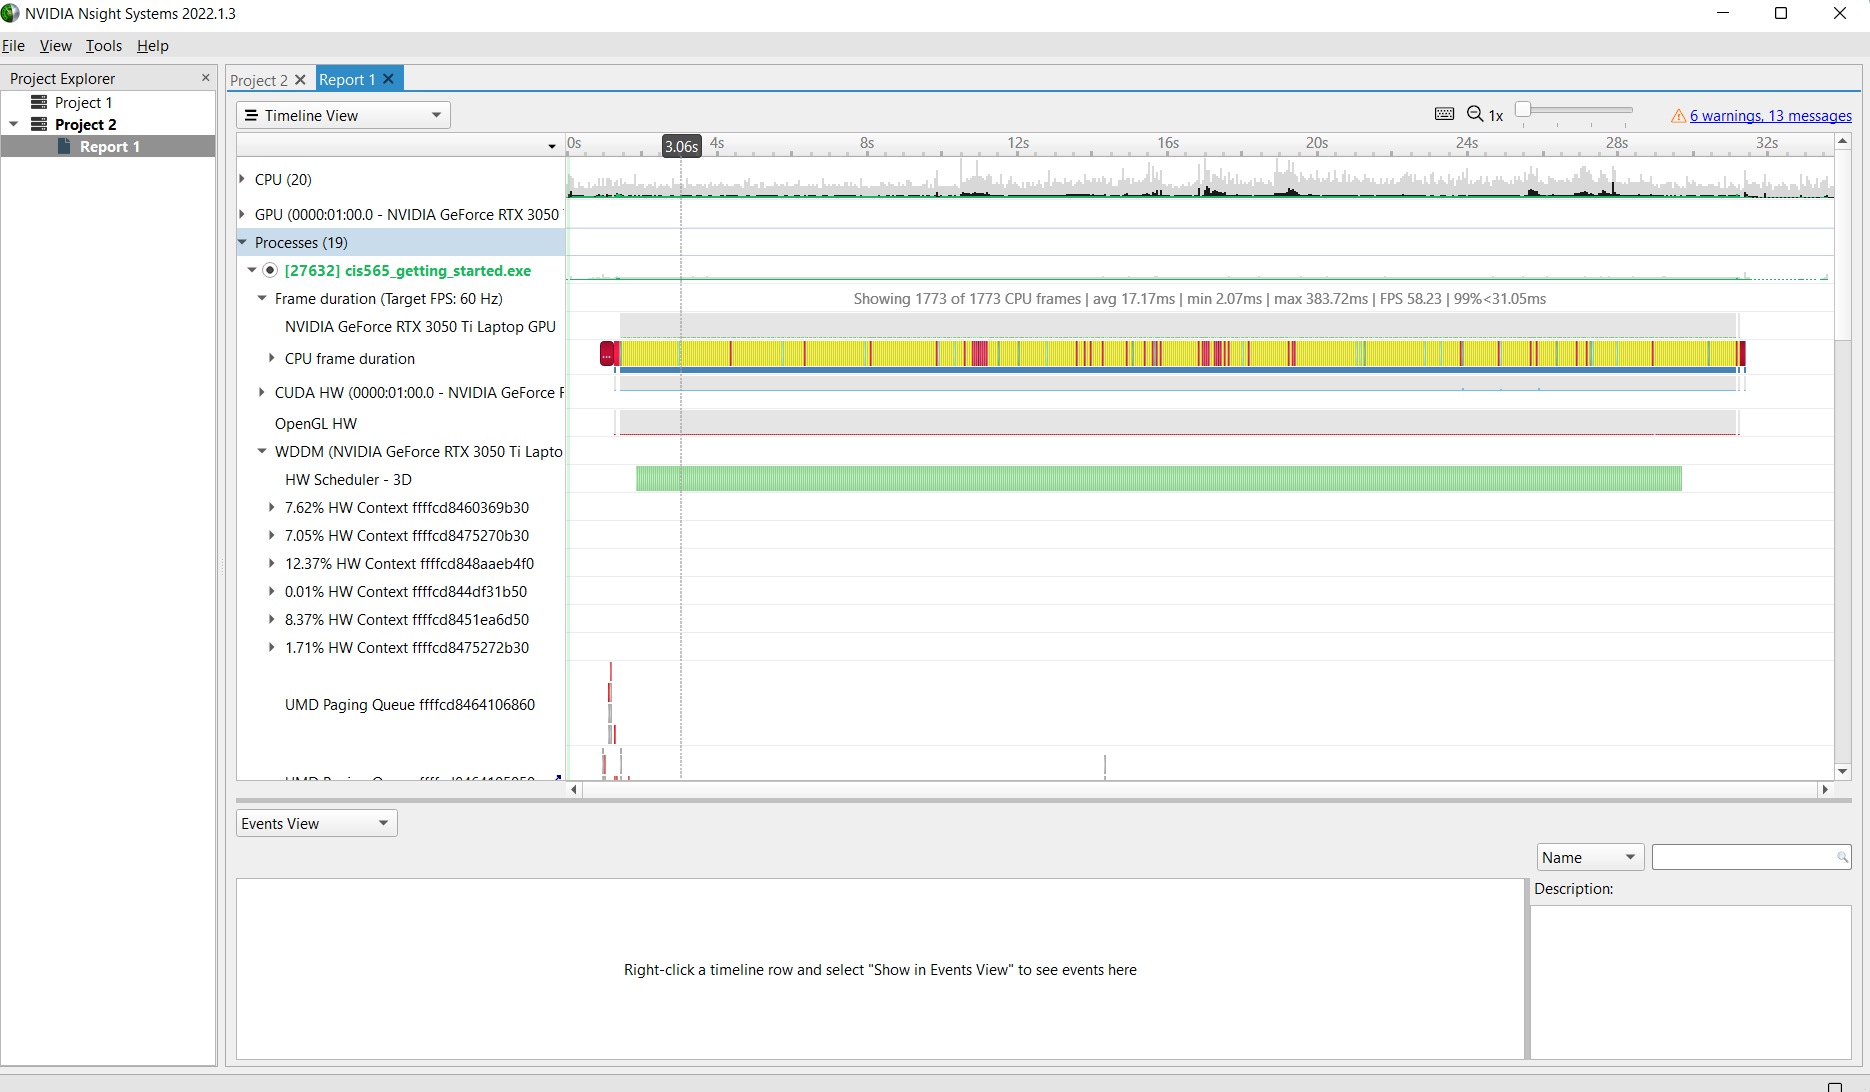 NVIDIA Nsight Systems 2022.1.3
File View Tools Help
Project Explorer
Project 1
Project 2
Report 1
Project 2 Report 1
Timeline View
1x
6 warnings, 13 messages
0s 3.06s 4s 8s 12s 16s 20s 24s 28s 32s
CPU (20)
GPU (0000:01:00.0 - NVIDIA GeForce RTX 3050
Processes (19)
[27632] cis565_getting_started.exe
Frame duration (Target FPS: 60 Hz)
Showing 1773 of 1773 CPU frames | avg 17.17ms | min 2.07ms | max 383.72ms | FPS 58.23 | 99%<31.05ms
NVIDIA GeForce RTX 3050 Ti Laptop GPU
...
CPU frame duration
CUDA HW (0000:01:00.0 - NVIDIA GeForce
OpenGL HW
WDDM (NVIDIA GeForce RTX 3050 Ti Lapto
HW Scheduler - 3D
7.62% HW Context ffffcd8460369b30
7.05% HW Context ffffcd8475270b30
12.37% HW Context ffffcd848aaeb4f0
0.01% HW Context ffffcd844df31b50
8.37% HW Context ffffcd8451ea6d50
1.71% HW Context ffffcd8475272b30
UMD Paging Queue ffffcd8464106860
UMD Paging Queue
Events View
Name
Description:
Right-click a timeline row and select "Show in Events View" to see events here